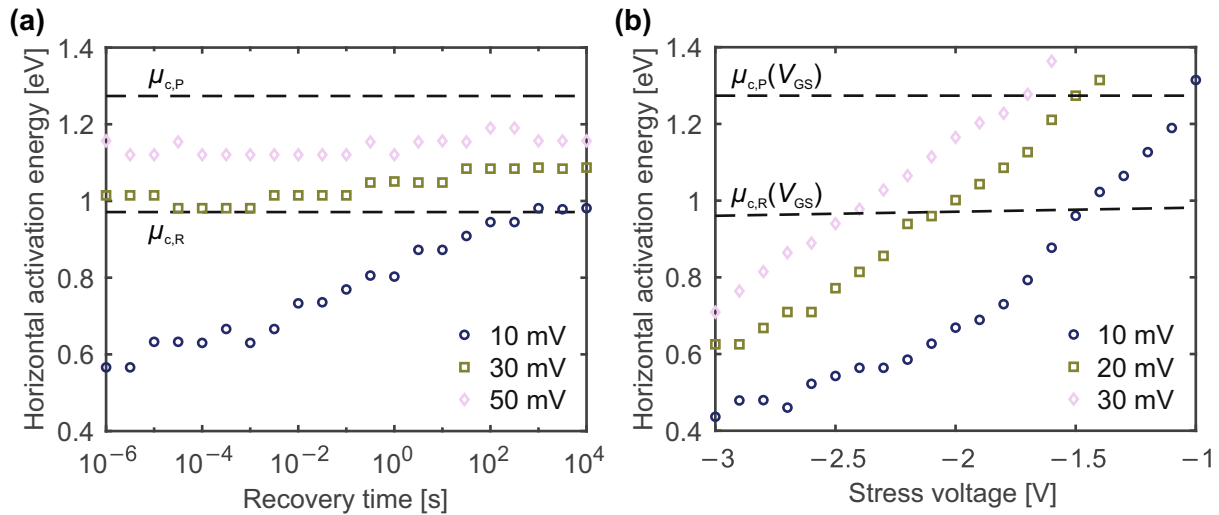 (a)
Horizontal activation energy [eV]
1.4
1.2
1
0.8
0.6
0.4
μc,P
μc,R
10 mV
30 mV
50 mV
10−6 10−4 10−2 100 102 104
Recovery time [s]
(b)
Horizontal activation energy [eV]
1.4
1.2
1
0.8
0.6
0.4
μc,P(VGS)
μc,R(VGS)
10 mV
20 mV
30 mV
−3 −2.5 −2 −1.5 −1
Stress voltage [V]